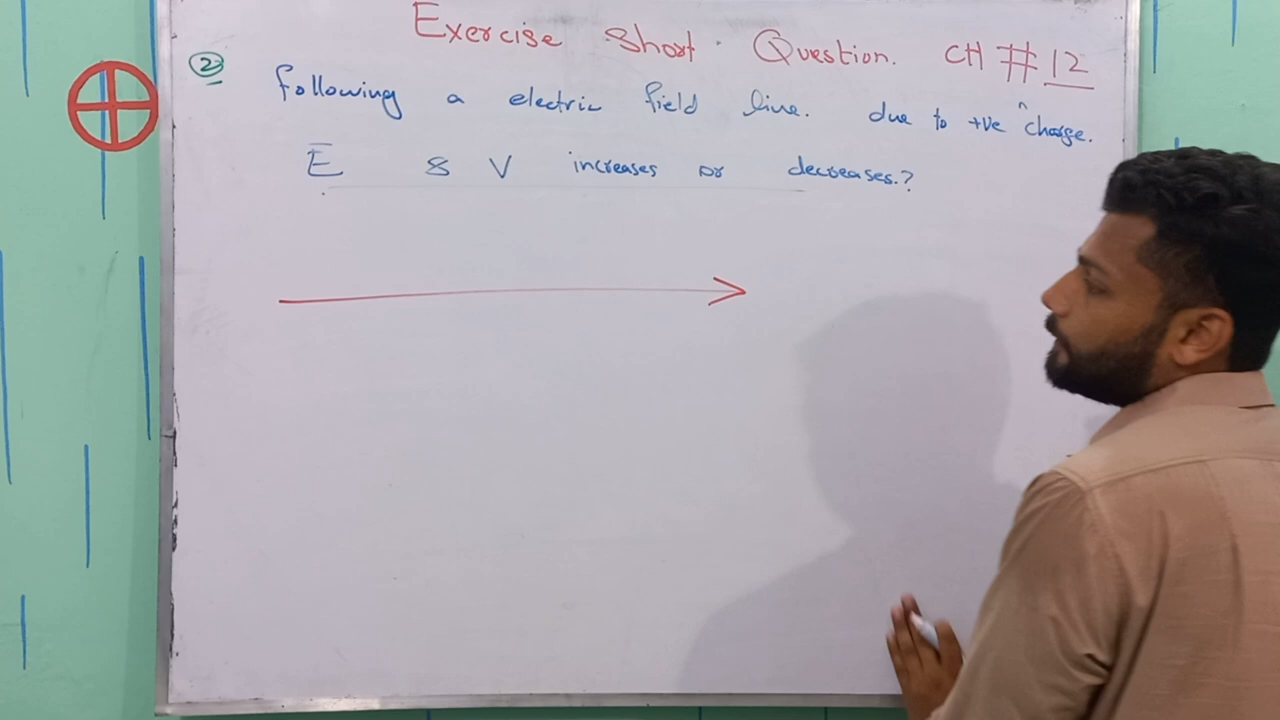 Exercise Short Question. CH # 12
2 following a electric field line. due to +ve ^ charge.
E & V increases or decreases.?